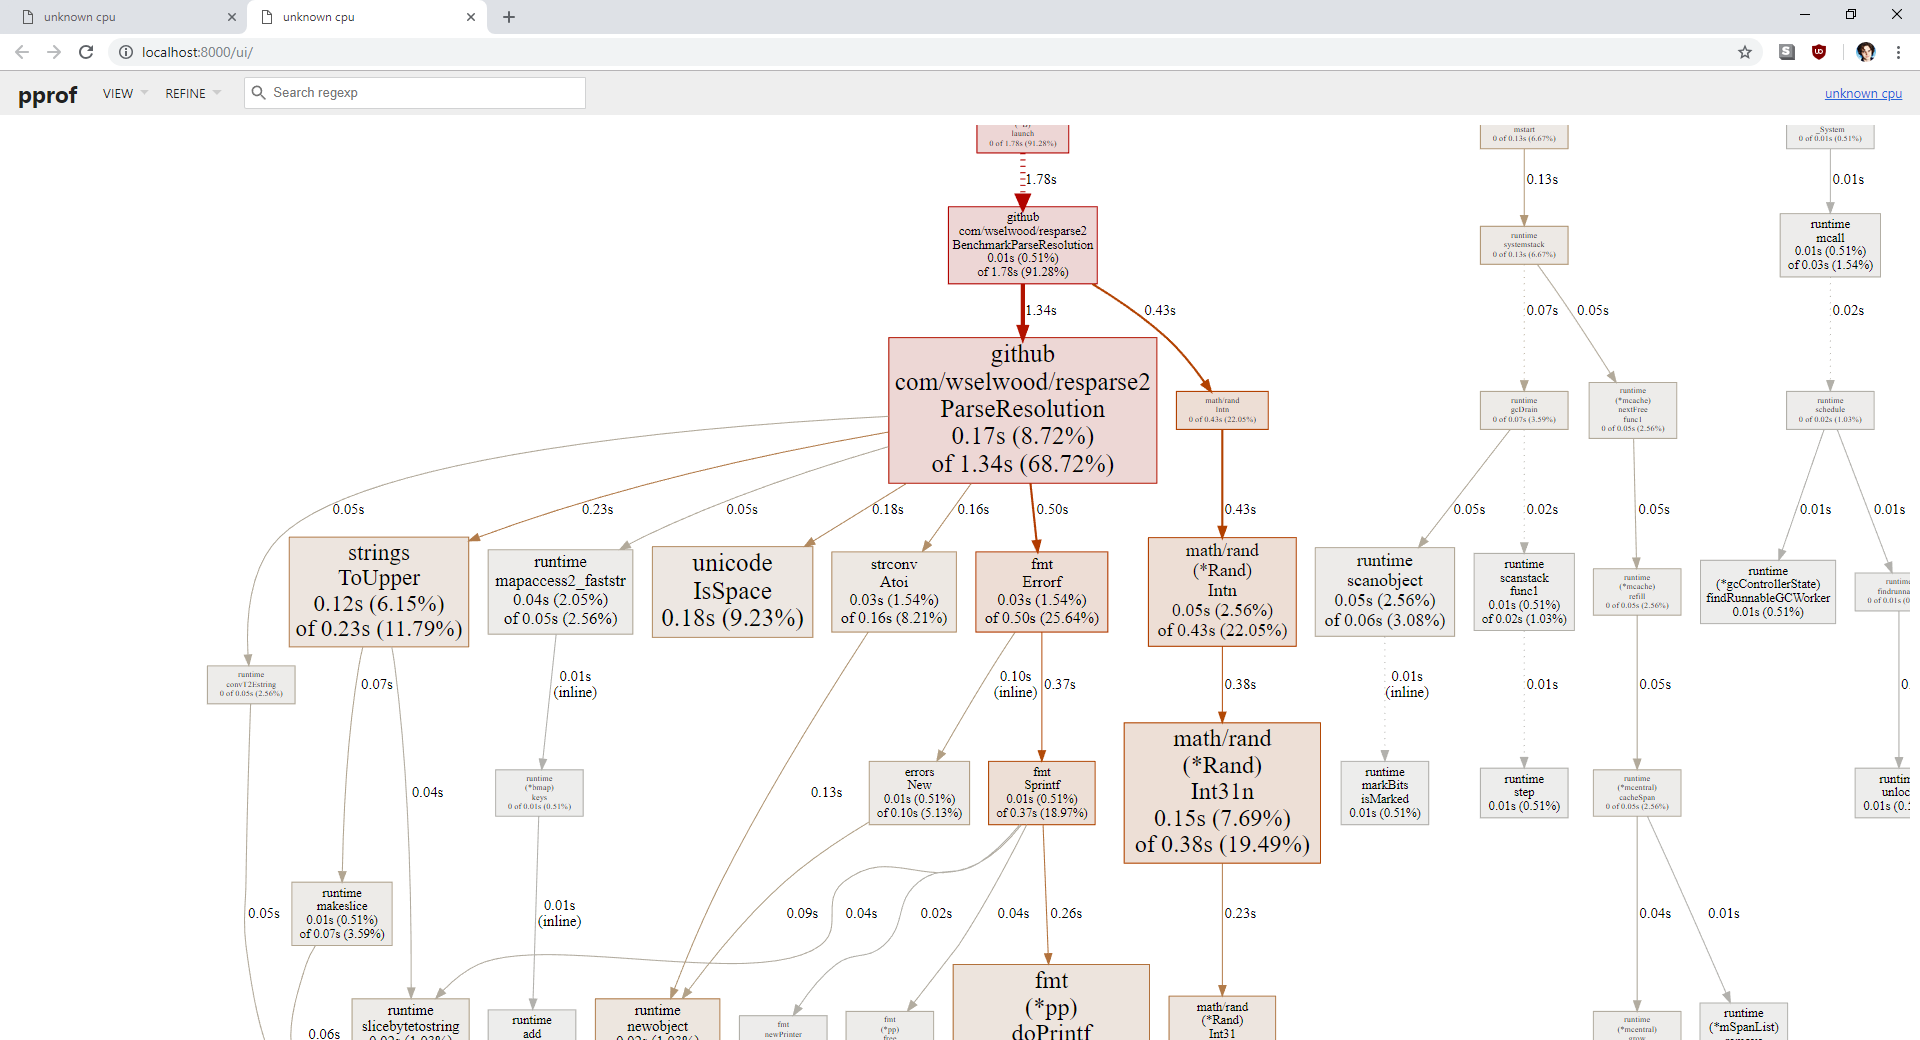 unknown cpu
unknown cpu
localhost:8000/ui/
pprof
VIEW
REFINE
Search regexp
unknown cpu
launch
0 of 1.78s (91.28%)
mstart
0 of 0.13s (6.67%)
_System
0 of 0.01s (0.51%)
1.78s
0.13s
0.01s
github
com/wselwood/resparse2
BenchmarkParseResolution
0.01s (0.51%)
of 1.78s (91.28%)
runtime
systemstack
0 of 0.13s (6.67%)
runtime
mcall
0.01s (0.51%)
of 0.03s (1.54%)
1.34s
0.43s
0.07s
0.05s
0.02s
github
com/wselwood/resparse2
ParseResolution
0.17s (8.72%)
of 1.34s (68.72%)
math/rand
Intn
0 of 0.43s (22.05%)
runtime
gcDrain
0 of 0.07s (3.59%)
runtime
(*mcache)
nextFree
func1
0 of 0.05s (2.56%)
runtime
schedule
0 of 0.02s (1.03%)
0.05s
0.23s
0.05s
0.18s
0.16s
0.50s
0.43s
0.05s
0.02s
0.05s
0.01s
0.01s
strings
ToUpper
0.12s (6.15%)
of 0.23s (11.79%)
runtime
mapaccess2_faststr
0.04s (2.05%)
of 0.05s (2.56%)
unicode
IsSpace
0.18s (9.23%)
strconv
Atoi
0.03s (1.54%)
of 0.16s (8.21%)
fmt
Errorf
0.03s (1.54%)
of 0.50s (25.64%)
math/rand
(*Rand)
Intn
0.05s (2.56%)
of 0.43s (22.05%)
runtime
scanobject
0.05s (2.56%)
of 0.06s (3.08%)
runtime
scanstack
func1
0.01s (0.51%)
of 0.02s (1.03%)
runtime
(*mcache)
refill
0 of 0.05s (2.56%)
runtime
(*gcControllerState)
findRunnableGCWorker
0.01s (0.51%)
runtime
findrunna
0 of 0.01s (0
runtime
convT2Estring
0 of 0.05s (2.56%)
0.07s
0.01s
(inline)
0.10s
(inline)
0.37s
0.38s
0.01s
(inline)
0.01s
0.05s
0.
0.04s
0.13s
runtime
(*bmap)
keys
0 of 0.01s (0.51%)
errors
New
0.01s (0.51%)
of 0.10s (5.13%)
fmt
Sprintf
0.01s (0.51%)
of 0.37s (18.97%)
math/rand
(*Rand)
Int31n
0.15s (7.69%)
of 0.38s (19.49%)
runtime
markBits
isMarked
0.01s (0.51%)
runtime
step
0.01s (0.51%)
runtime
(*mcentral)
cacheSpan
0 of 0.05s (2.56%)
runtim
unloc
0.01s (0.
runtime
makeslice
0.01s (0.51%)
of 0.07s (3.59%)
0.05s
0.01s
(inline)
0.09s
0.04s
0.02s
0.04s
0.26s
0.23s
0.04s
0.01s
0.06s
runtime
slicebytetostring
0.02s (1.03%)
runtime
add
runtime
newobject
0.02s (1.03%)
fmt
newPrinter
fmt
(*pp)
free
fmt
(*pp)
doPrintf
math/rand
(*Rand)
Int31
runtime
(*mcentral)
grow
runtime
(*mSpanList)
remove